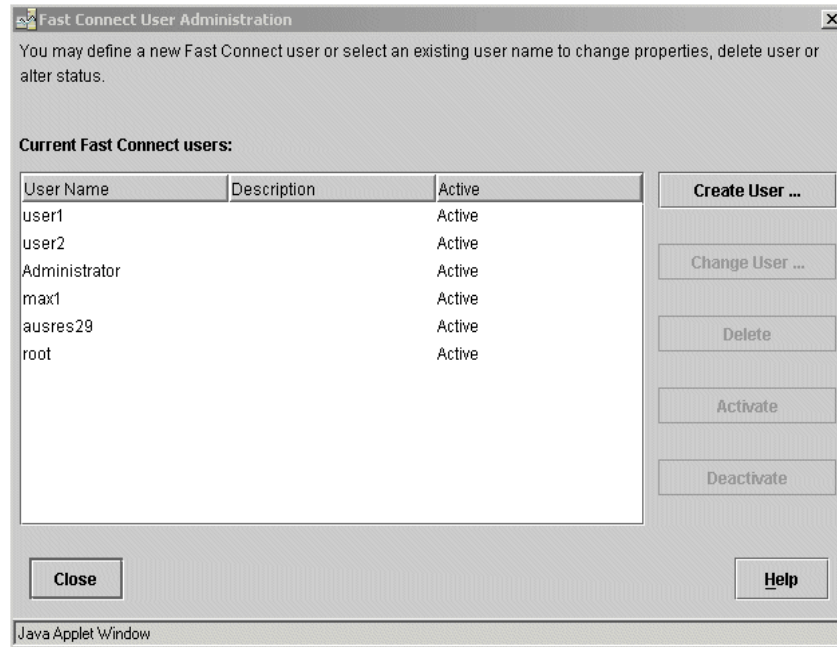 Fast Connect User Administration
You may define a new Fast Connect user or select an existing user name to change properties, delete user or
alter status.
Current Fast Connect users:
User Name Description Active
user1 Active
user2 Active
Administrator Active
max1 Active
ausres29 Active
root Active
Create User ...
Change User ...
Delete
Activate
Deactivate
Close
Help
Java Applet Window